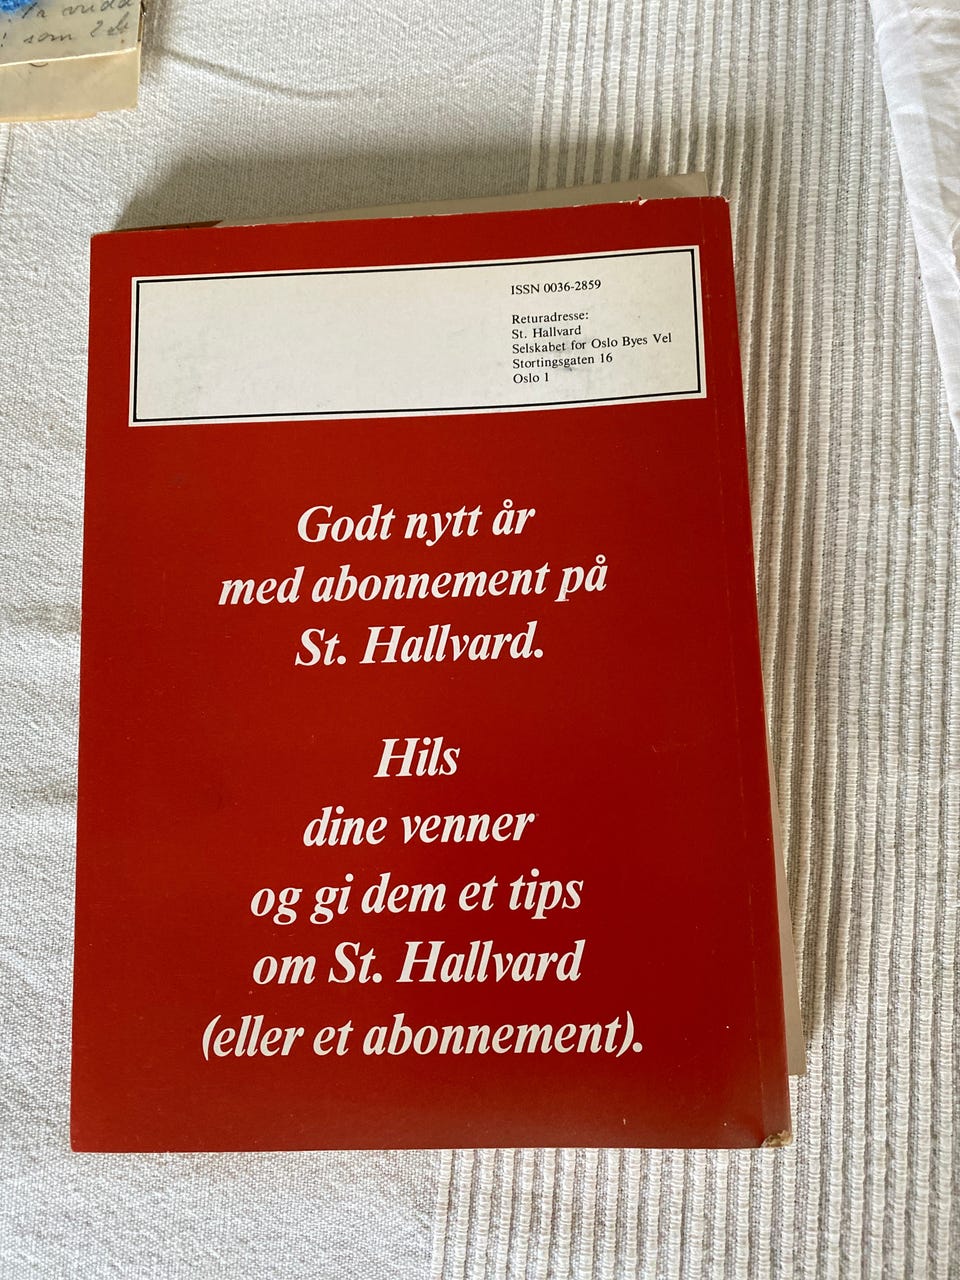 som
ISSN 0036-2859
Returadresse:
St. Hallvard
Selskabet for Oslo Byes Vel
Stortingsgaten 16
Oslo 1
Godt nytt år
med abonnement på
St. Hallvard.
Hils
dine venner
og gi dem et tips
om St. Hallvard
(eller et abonnement).